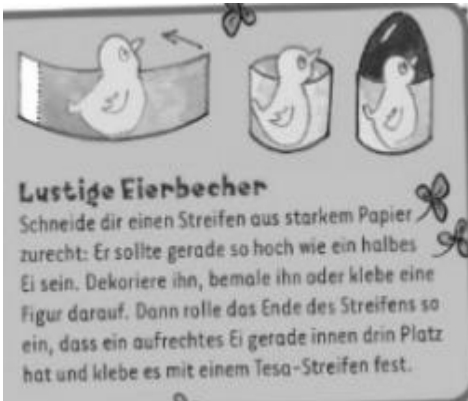 Lustige Eierbecher
Schneide dir einen Streifen aus starkem Papier
zurecht: Er sollte gerade so hoch wie ein halbes
Ei sein. Dekoriere ihn, bemale ihn oder klebe eine
Figur darauf. Dann rolle das Ende des Streifens so
ein, dass ein aufrechtes Ei gerade innen drin Platz
hat und klebe es mit einem Tesa-Streifen fest.